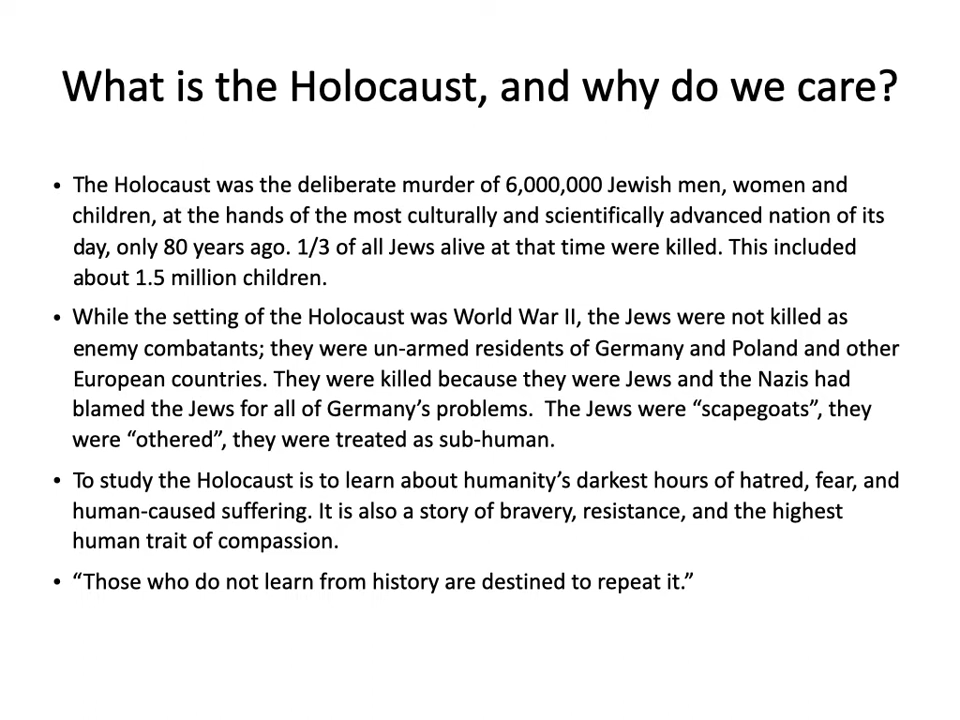 What is the Holocaust, and why do we care?
• The Holocaust was the deliberate murder of 6,000,000 Jewish men, women and
children, at the hands of the most culturally and scientifically advanced nation of its
day, only 80 years ago. 1/3 of all Jews alive at that time were killed. This included
about 1.5 million children.
• While the setting of the Holocaust was World War II, the Jews were not killed as
enemy combatants; they were un-armed residents of Germany and Poland and other
European countries. They were killed because they were Jews and the Nazis had
blamed the Jews for all of Germany’s problems.  The Jews were “scapegoats”, they
were “othered”, they were treated as sub-human.
• To study the Holocaust is to learn about humanity’s darkest hours of hatred, fear, and
human-caused suffering. It is also a story of bravery, resistance, and the highest
human trait of compassion.
• “Those who do not learn from history are destined to repeat it.”